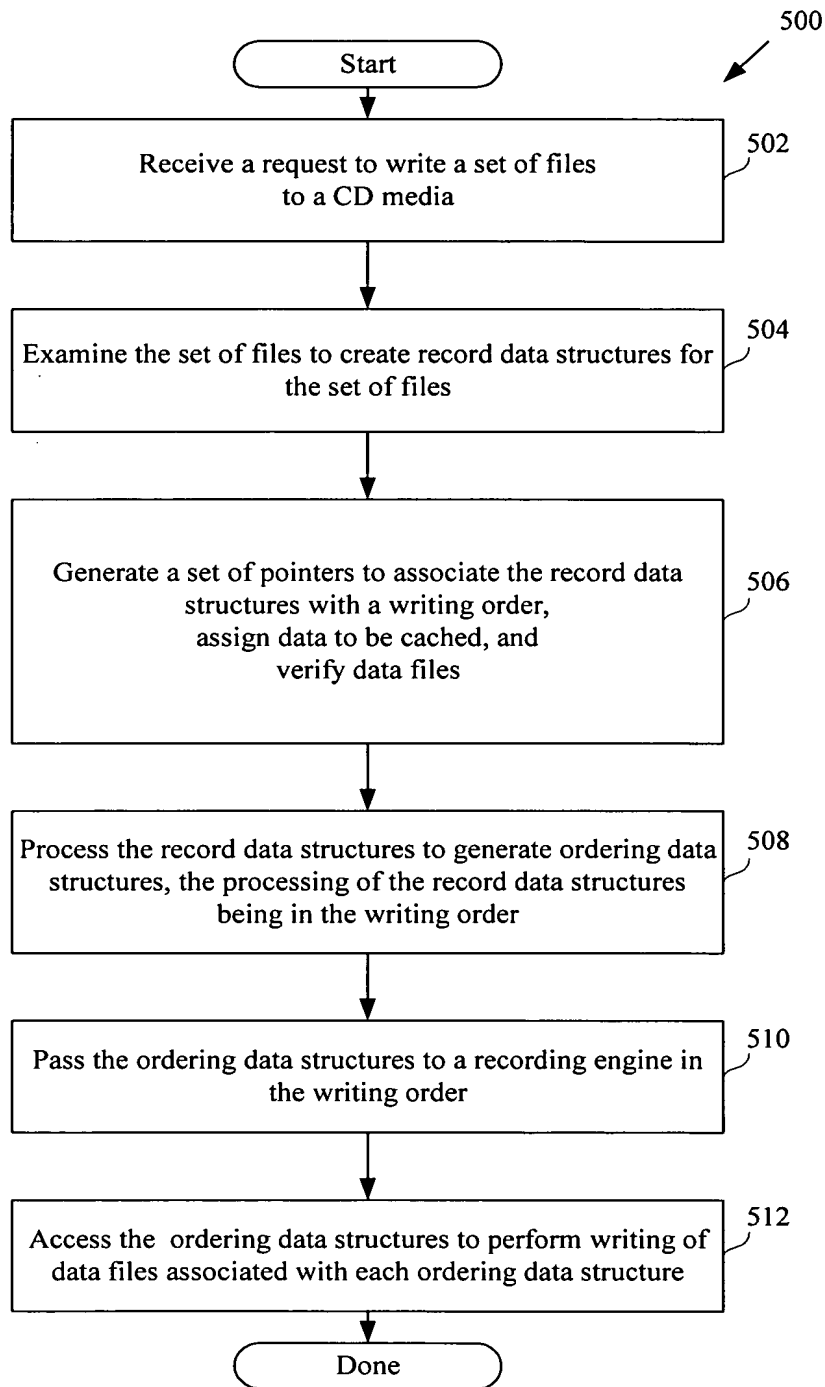 500
Start
502
Receive a request to write a set of files
to a CD media
504
Examine the set of files to create record data structures for
the set of files
506
Generate a set of pointers to associate the record data
structures with a writing order,
assign data to be cached, and
verify data files
508
Process the record data structures to generate ordering data
structures, the processing of the record data structures
being in the writing order
510
Pass the ordering data structures to a recording engine in
the writing order
512
Access the ordering data structures to perform writing of
data files associated with each ordering data structure
Done